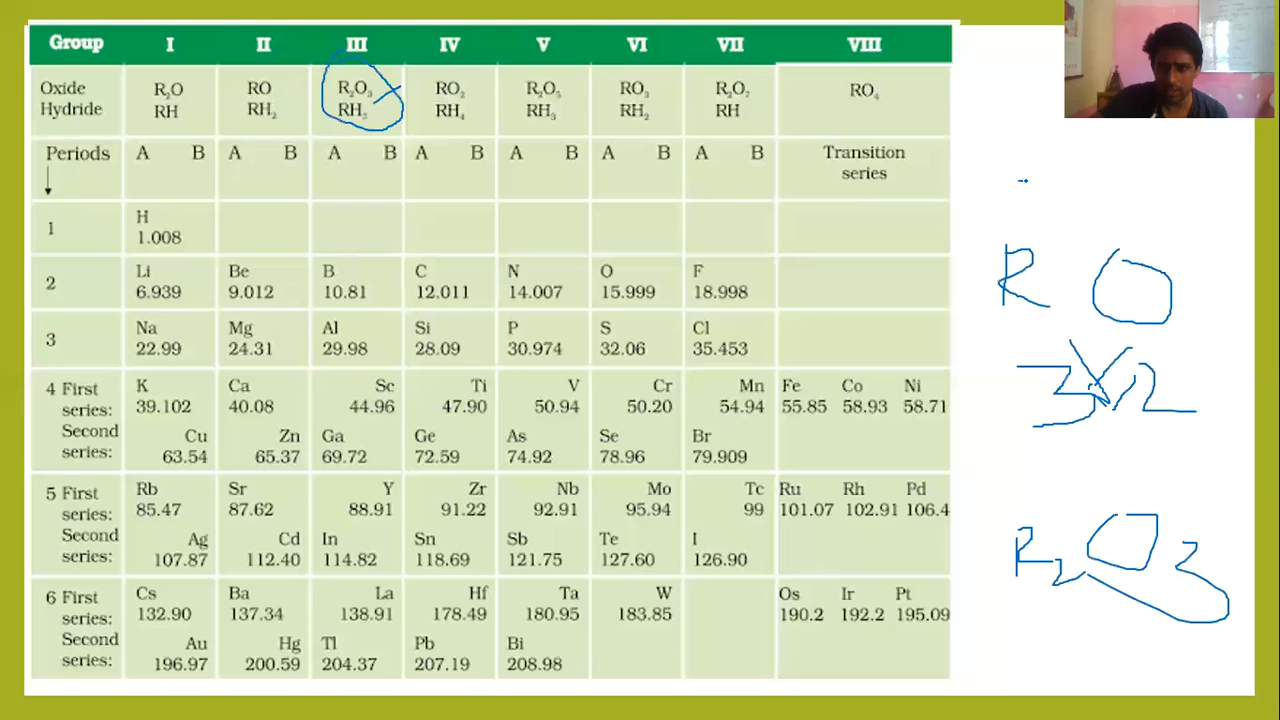 Group I II III IV V VI VII VIII
Oxide R₂O RO R₂O₃ RO₂ R₂O₅ RO₃ R₂O₇ RO₄
Hydride RH RH₂ RH₃ RH₄ RH₃ RH₂ RH
Periods A B A B A B A B A B A B A B Transition
↓ series
1 H
1.008
2 Li Be B C N O F
6.939 9.012 10.81 12.011 14.007 15.999 18.998
3 Na Mg Al Si P S Cl
22.99 24.31 29.98 28.09 30.974 32.06 35.453
4 First K Ca Sc Ti V Cr Mn Fe Co Ni
series: 39.102 40.08 44.96 47.90 50.94 50.20 54.94 55.85 58.93 58.71
Second Cu Zn Ga Ge As Se Br
series: 63.54 65.37 69.72 72.59 74.92 78.96 79.909
5 First Rb Sr Y Zr Nb Mo Tc Ru Rh Pd
series: 85.47 87.62 88.91 91.22 92.91 95.94 99 101.07 102.91 106.4
Second Ag Cd In Sn Sb Te I
series: 107.87 112.40 114.82 118.69 121.75 127.60 126.90
6 First Cs Ba La Hf Ta W Os Ir Pt
series: 132.90 137.34 138.91 178.49 180.95 183.85 190.2 192.2 195.09
Second Au Hg Tl Pb Bi
series: 196.97 200.59 204.37 207.19 208.98
R O
3 2
R₂O₃